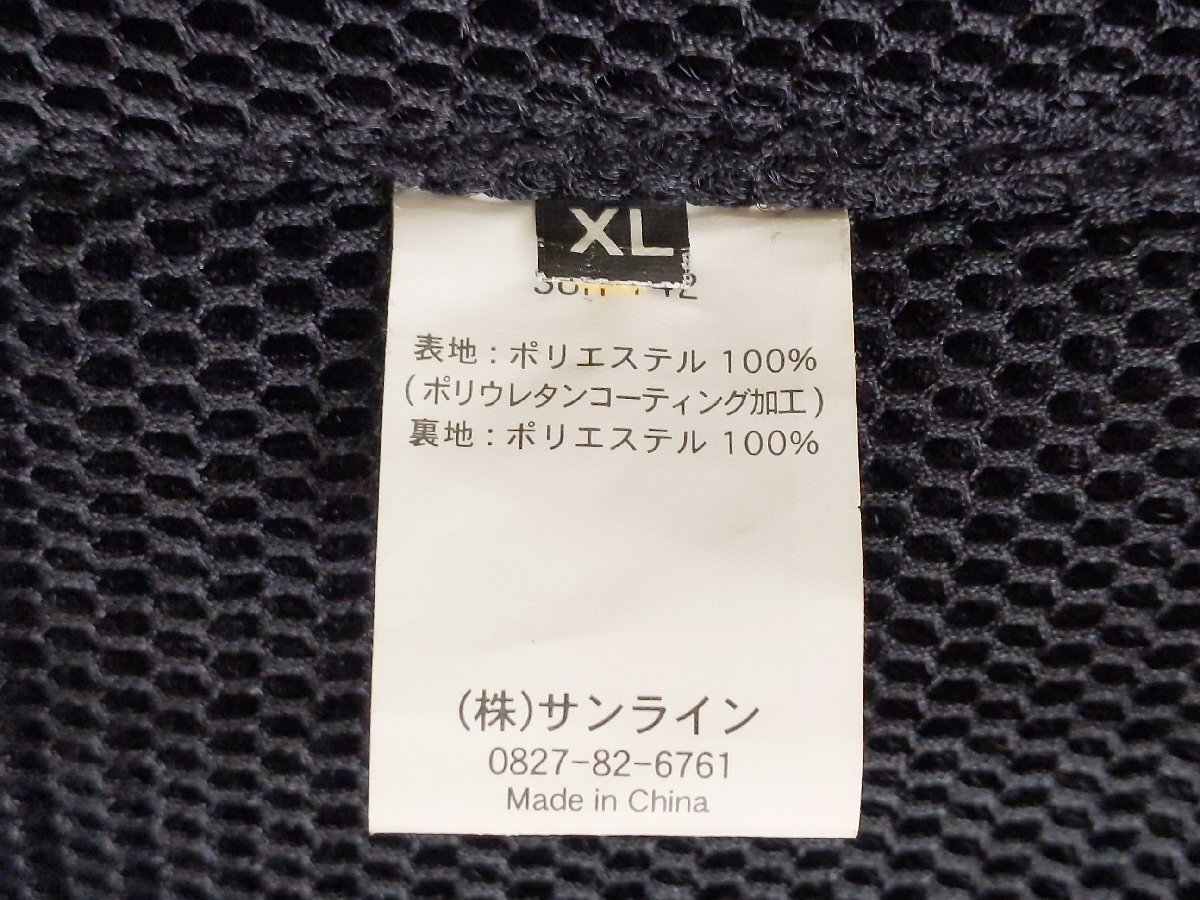 XL
表地：ポリエステル 100%
(ポリウレタンコーティング加工)
裏地：ポリエステル 100%
(株)サンライン
0827-82-6761
Made in China